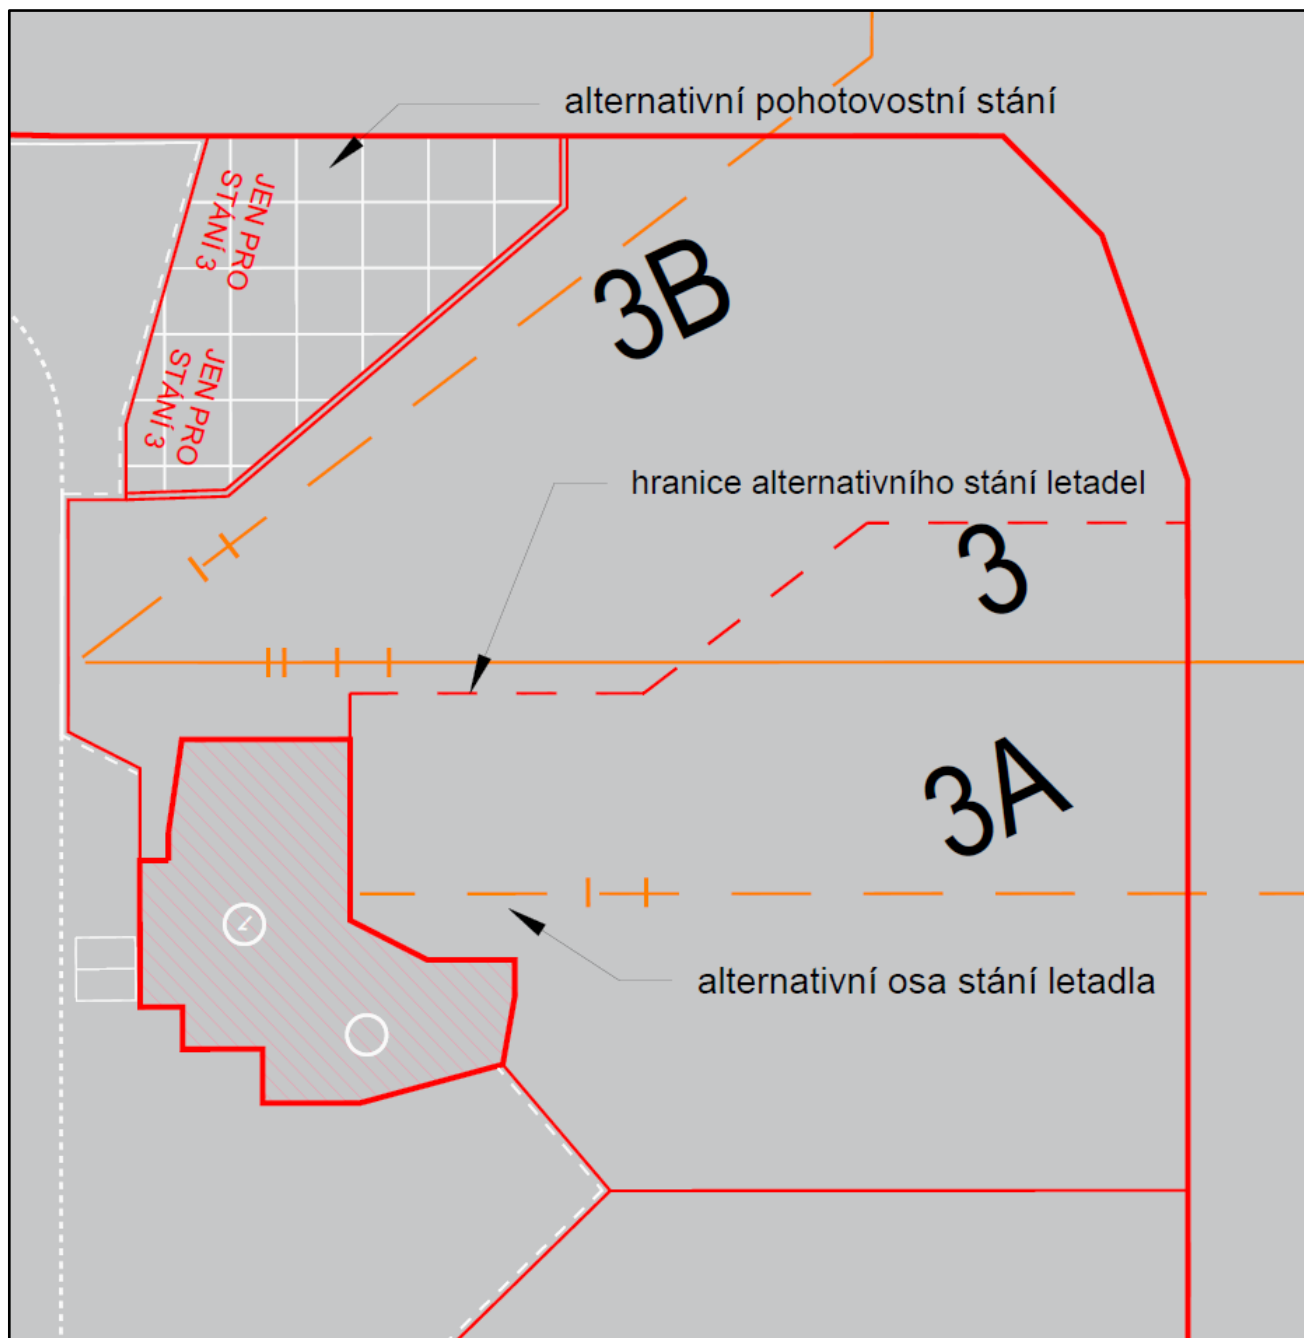 alternativní pohotovostní stání
JEN PRO
STÁNÍ 3
3B
JEN PRO
STÁNÍ 3
hranice alternativního stání letadel
3
3A
1
alternativní osa stání letadla